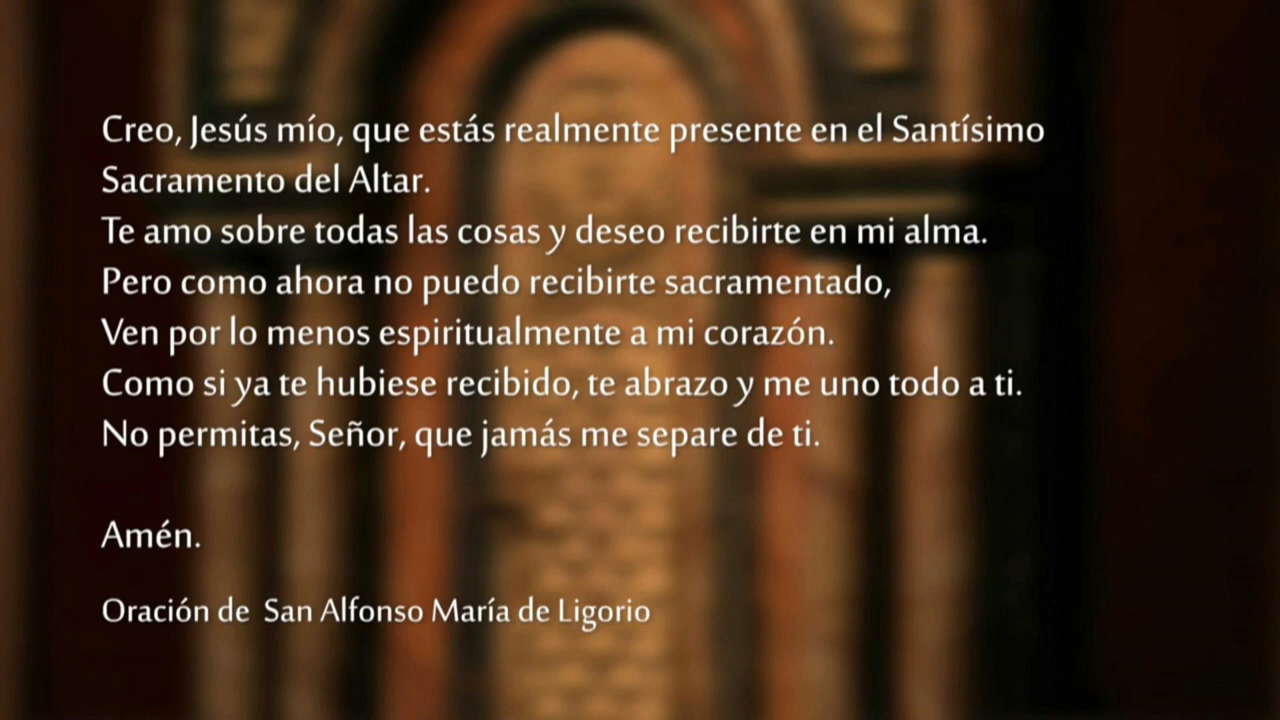 Creo, Jesús mío, que estás realmente presente en el Santísimo
Sacramento del Altar.
Te amo sobre todas las cosas y deseo recibirte en mi alma.
Pero como ahora no puedo recibirte sacramentado,
Ven por lo menos espiritualmente a mi corazón.
Como si ya te hubiese recibido, te abrazo y me uno todo a ti.
No permitas, Señor, que jamás me separe de ti.
Amén.
Oración de San Alfonso María de Ligorio